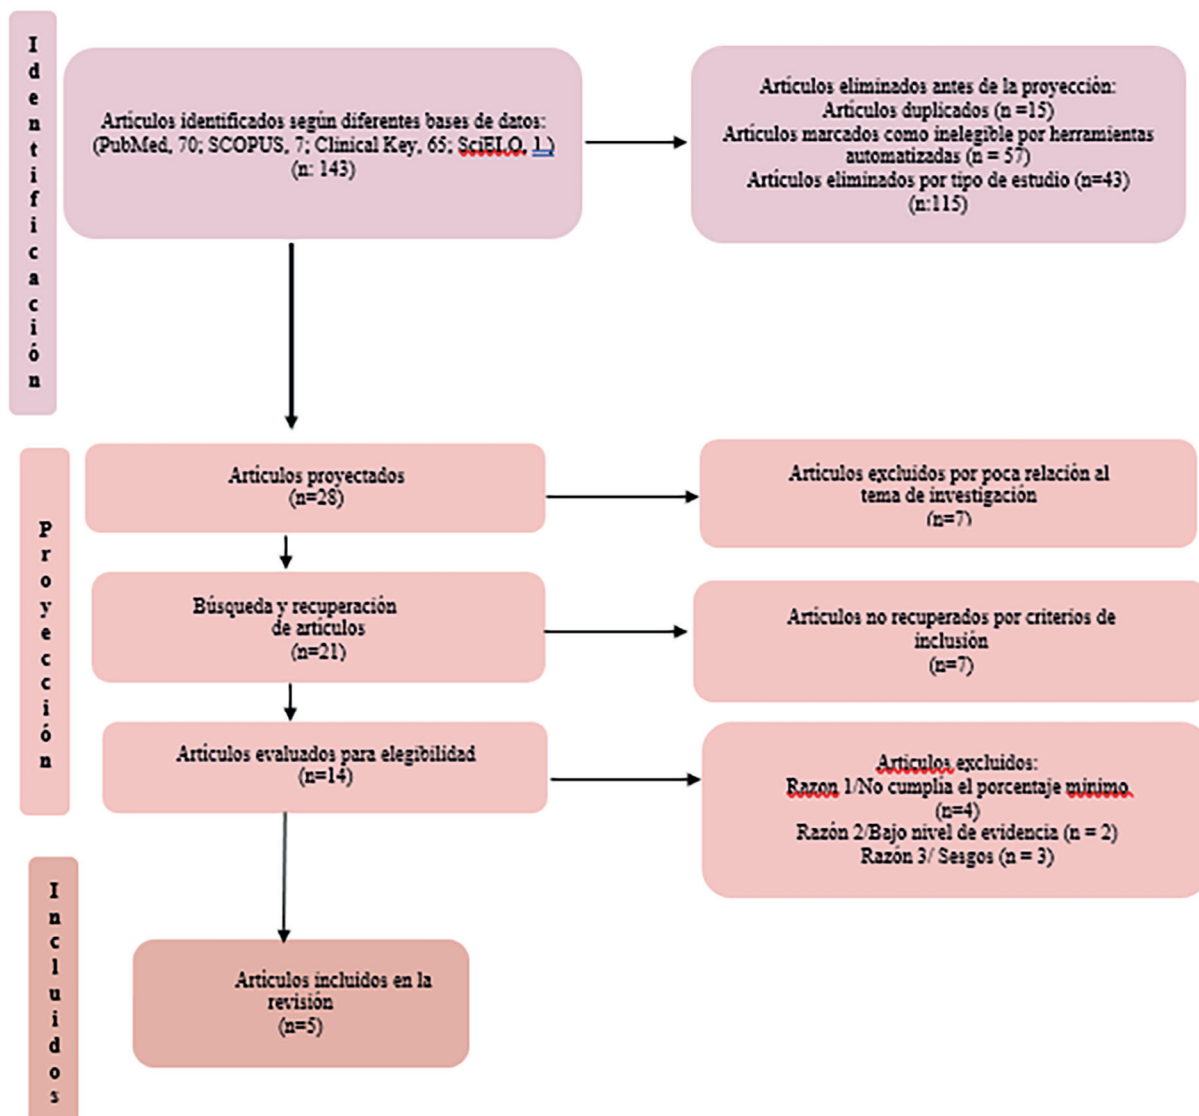 Identificación
Artículos identificados según diferentes bases de datos:
(PubMed, 70; SCOPUS, 7; Clinical Key, 65; SciELO, 1 )
(n: 143)
Artículos eliminados antes de la proyección:
Artículos duplicados (n =15)
Artículos marcados como inelegible por herramientas
automatizadas (n = 57)
Artículos eliminados por tipo de estudio (n=43)
(n:115)
Proyección
Artículos proyectados
(n=28)
Artículos excluidos por poca relación al
tema de investigación
(n=7)
Búsqueda y recuperación
de artículos
(n=21)
Artículos no recuperados por criterios de
inclusión
(n=7)
Artículos evaluados para elegibilidad
(n=14)
Artículos excluidos:
Razon 1/No cumplía el porcentaje mínimo
(n=4)
Razón 2/Bajo nivel de evidencia (n = 2)
Razón 3/ Sesgos (n = 3)
Incluidos
Artículos incluidos en la
revisión
(n=5)